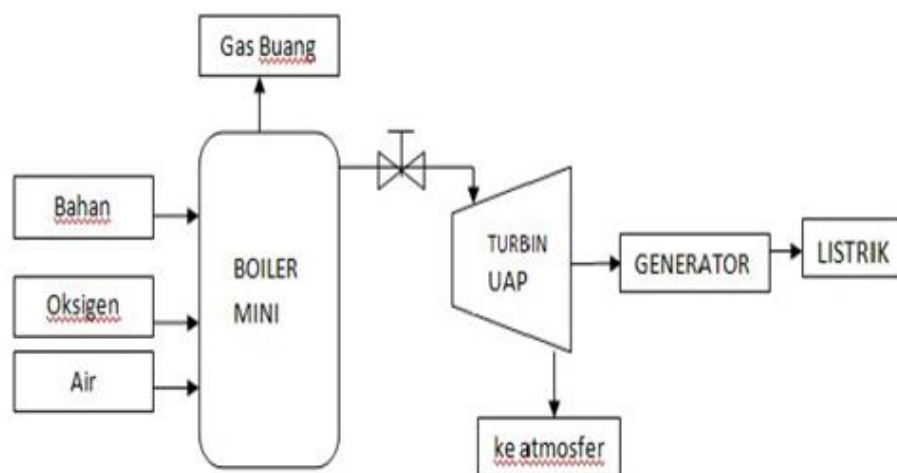 Gas Buang
Bahan
Oksigen
Air
BOILER
MINI
TURBIN
UAP
GENERATOR
LISTRIK
ke atmosfer